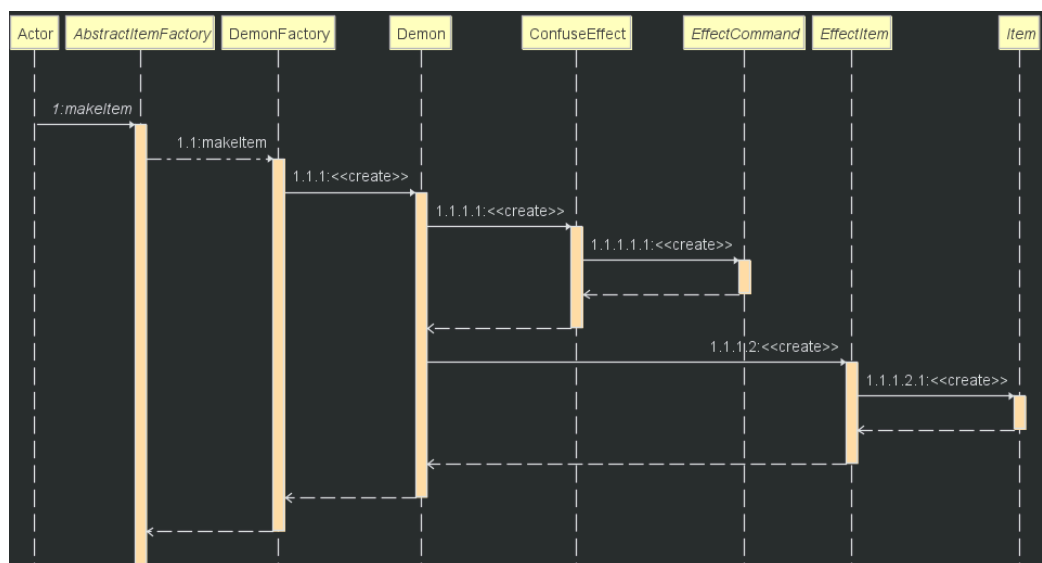 Actor
AbstractItemFactory
DemonFactory
Demon
ConfuseEffect
EffectCommand
EffectItem
Item
1:makeItem
1.1:makeItem
1.1.1:<<create>>
1.1.1.1:<<create>>
1.1.1.1.1:<<create>>
1.1.1.2:<<create>>
1.1.1.2.1:<<create>>